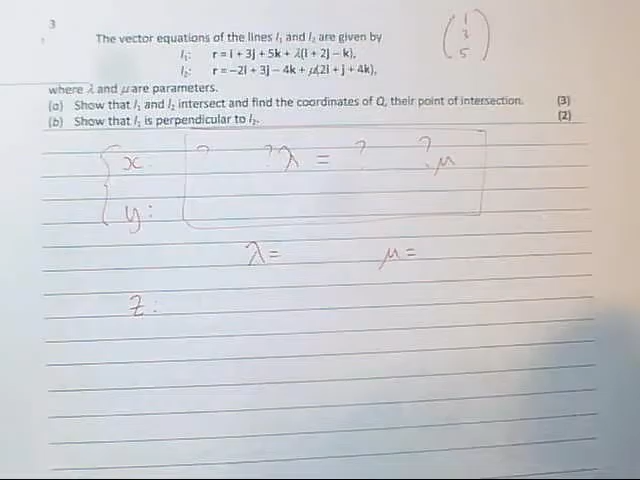 3
The vector equations of the lines l₁ and l₂ are given by
l₁: r = i + 3j + 5k + λ(i + 2j – k),
l₂: r = –2i + 3j – 4k + μ(2i + j + 4k),
where λ and μ are parameters.
(a) Show that l₁ and l₂ intersect and find the coordinates of Q, their point of intersection. (3)
(b) Show that l₁ is perpendicular to l₂. (2)
1
3
5
x: ? ?λ = ? ?μ
y:
λ = μ =
z: